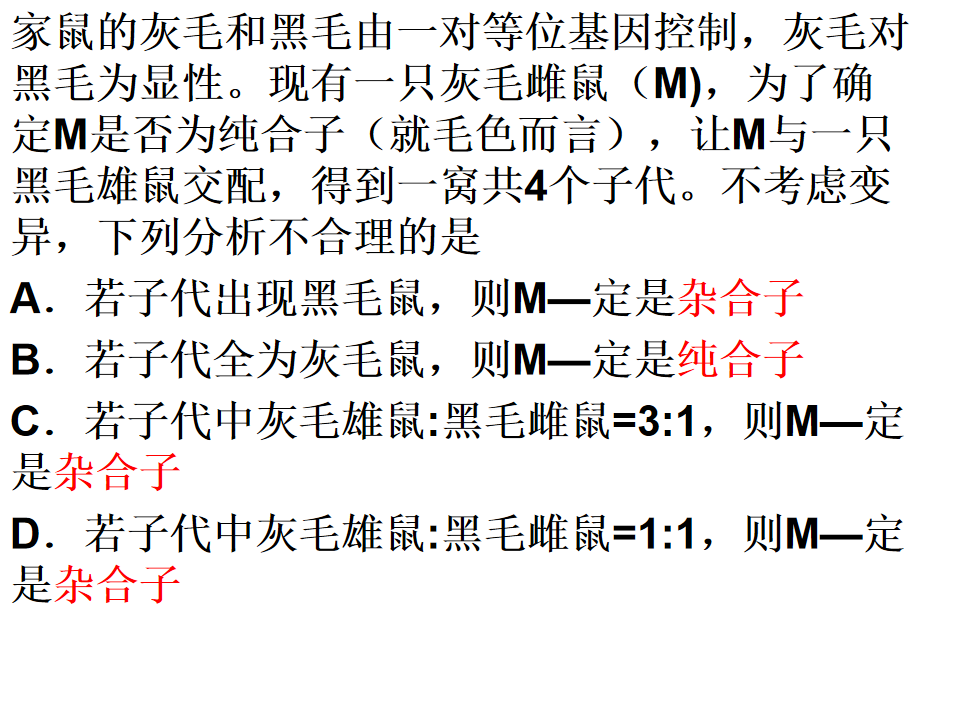 家鼠的灰毛和黑毛由一对等位基因控制，灰毛对
黑毛为显性。现有一只灰毛雌鼠（M)，为了确
定M是否为纯合子（就毛色而言），让M与一只
黑毛雄鼠交配，得到一窝共4个子代。不考虑变
异，下列分析不合理的是
A．若子代出现黑毛鼠，则M—定是杂合子
B．若子代全为灰毛鼠，则M—定是纯合子
C．若子代中灰毛雄鼠:黑毛雌鼠=3:1，则M—定
是杂合子
D．若子代中灰毛雄鼠:黑毛雌鼠=1:1，则M—定
是杂合子